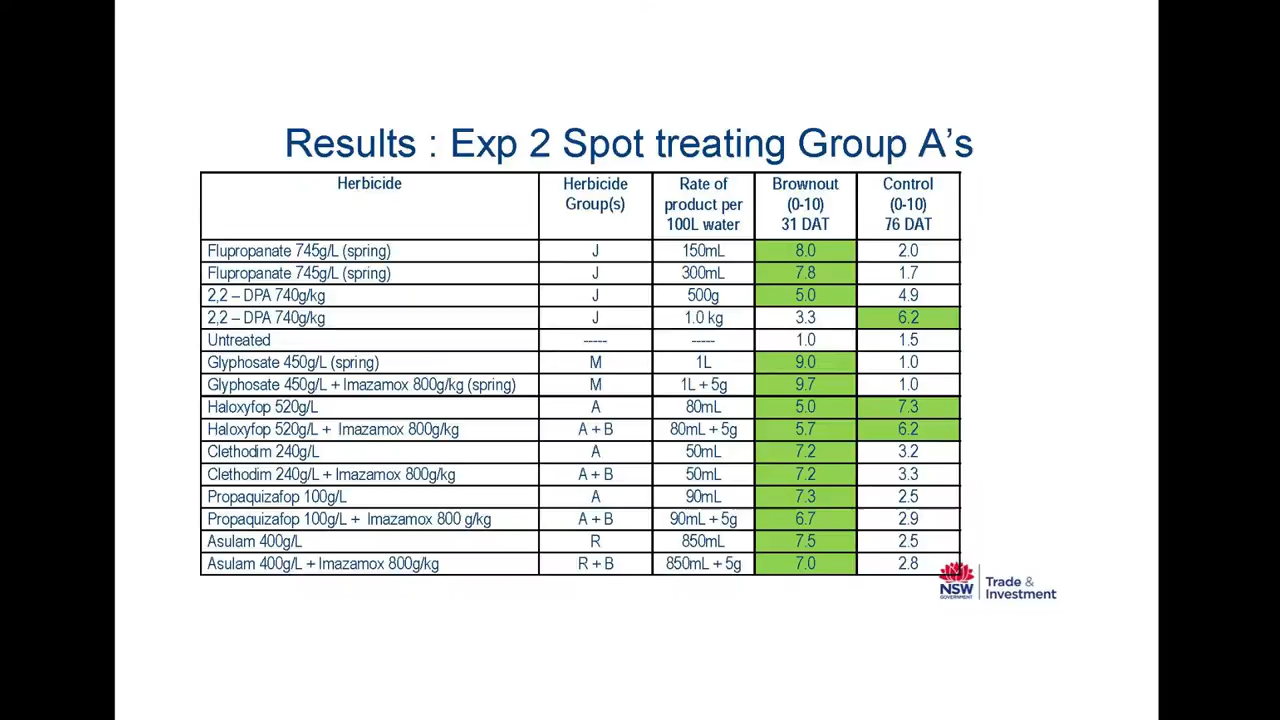 Results : Exp 2 Spot treating Group A's
Herbicide Herbicide Group(s) Rate of product per 100L water Brownout (0-10) 31 DAT Control (0-10) 76 DAT
Flupropanate 745g/L (spring) J 150mL 8.0 2.0
Flupropanate 745g/L (spring) J 300mL 7.8 1.7
2,2 – DPA 740g/kg J 500g 5.0 4.9
2,2 – DPA 740g/kg J 1.0 kg 3.3 6.2
Untreated ----- ----- 1.0 1.5
Glyphosate 450g/L (spring) M 1L 9.0 1.0
Glyphosate 450g/L + Imazamox 800g/kg (spring) M 1L + 5g 9.7 1.0
Haloxyfop 520g/L A 80mL 5.0 7.3
Haloxyfop 520g/L + Imazamox 800g/kg A + B 80mL + 5g 5.7 6.2
Clethodim 240g/L A 50mL 7.2 3.2
Clethodim 240g/L + Imazamox 800g/kg A + B 50mL 7.2 3.3
Propaquizafop 100g/L A 90mL 7.3 2.5
Propaquizafop 100g/L + Imazamox 800 g/kg A + B 90mL + 5g 6.7 2.9
Asulam 400g/L R 850mL 7.5 2.5
Asulam 400g/L + Imazamox 800g/kg R + B 850mL + 5g 7.0 2.8
NSW
GOVERNMENT
Trade &
Investment